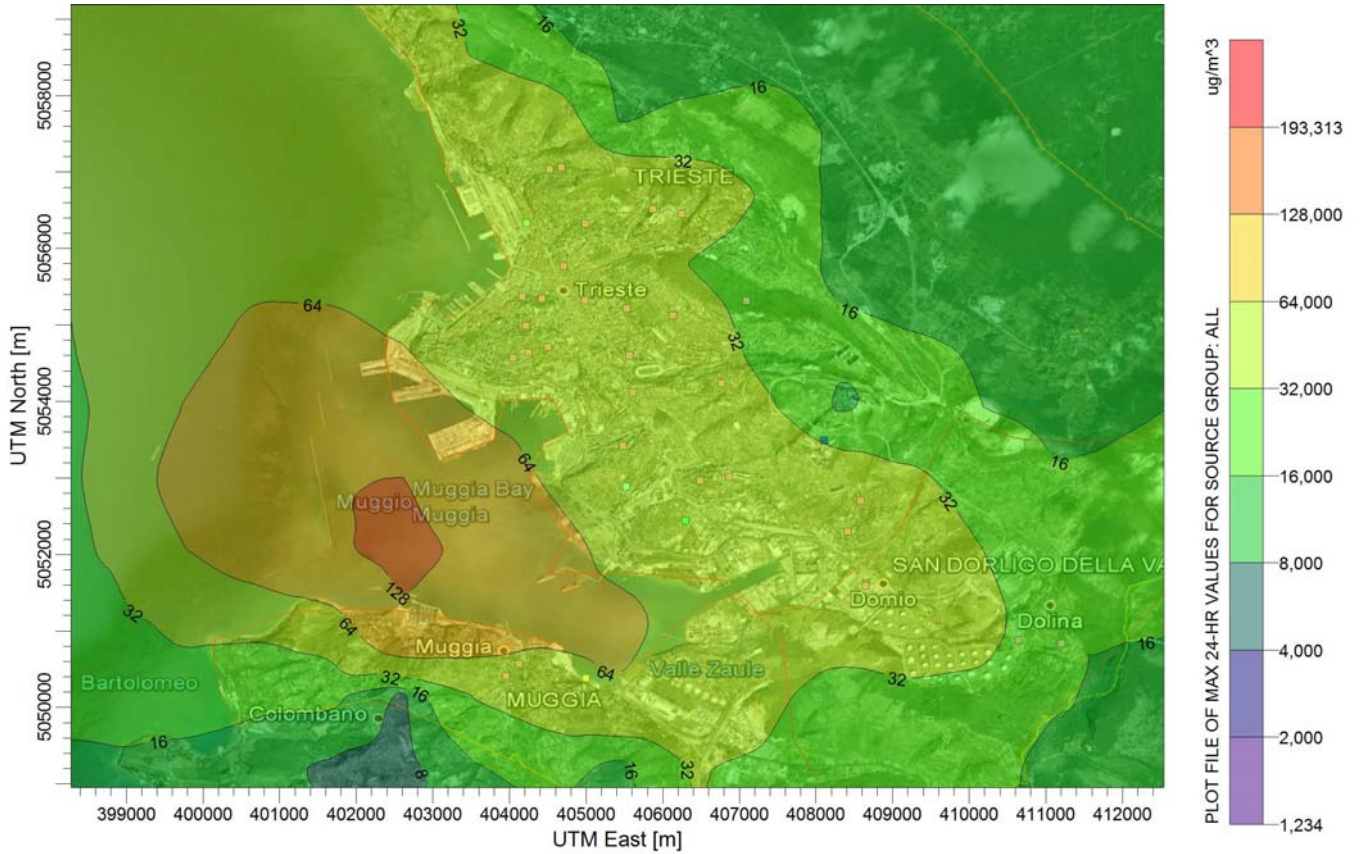 32
16
32
16
32
TRIESTE
Trieste
64
32
16
16
64
32
Muggio
Muggia Bay
Muggia
SAN DORLIGO DELLA VA
Domio
Dolina
128
32
64
Muggia
Valle Zaule
64
32
16
Bartolomeo
32
16
MUGGIA
Colombano
16
8
16
32
UTM North [m]
5058000
5056000
5054000
5052000
5050000
399000 400000 401000 402000 403000 404000 405000 406000 407000 408000 409000 410000 411000 412000
UTM East [m]
PLOT FILE OF MAX 24-HR VALUES FOR SOURCE GROUP: ALL
ug/m^3
193,313
128,000
64,000
32,000
16,000
8,000
4,000
2,000
1,234